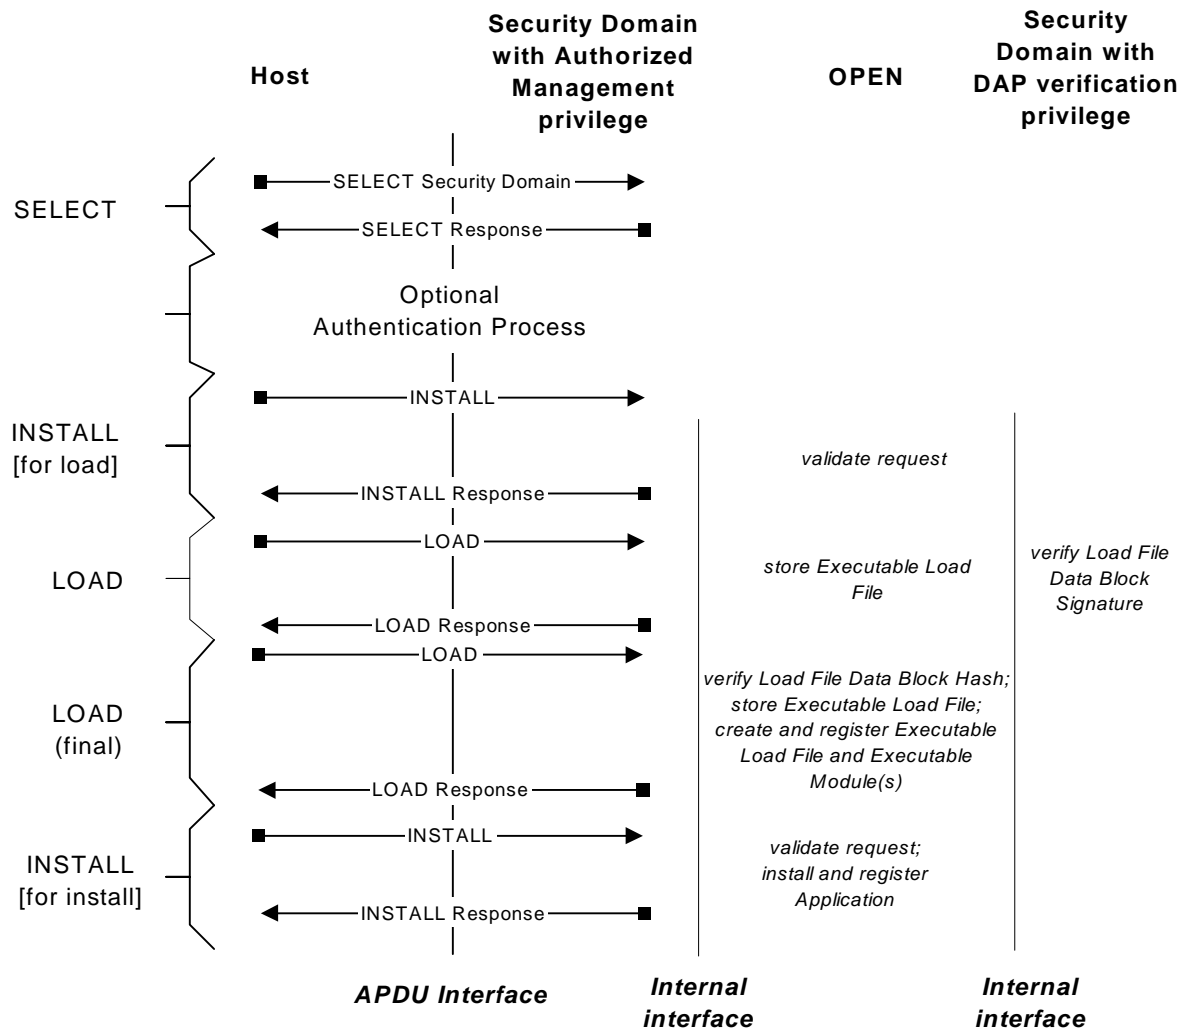 Host
Security Domain
with Authorized
Management
privilege
OPEN
Security
Domain with
DAP verification
privilege
SELECT
SELECT Security Domain
SELECT Response
Optional
Authentication Process
INSTALL
[for load]
INSTALL
validate request
INSTALL Response
LOAD
LOAD
store Executable Load
File
verify Load File
Data Block
Signature
LOAD Response
LOAD
(final)
LOAD
verify Load File Data Block Hash;
store Executable Load File;
create and register Executable
Load File and Executable
Module(s)
LOAD Response
INSTALL
[for install]
INSTALL
validate request;
install and register
Application
INSTALL Response
APDU Interface
Internal
interface
Internal
interface